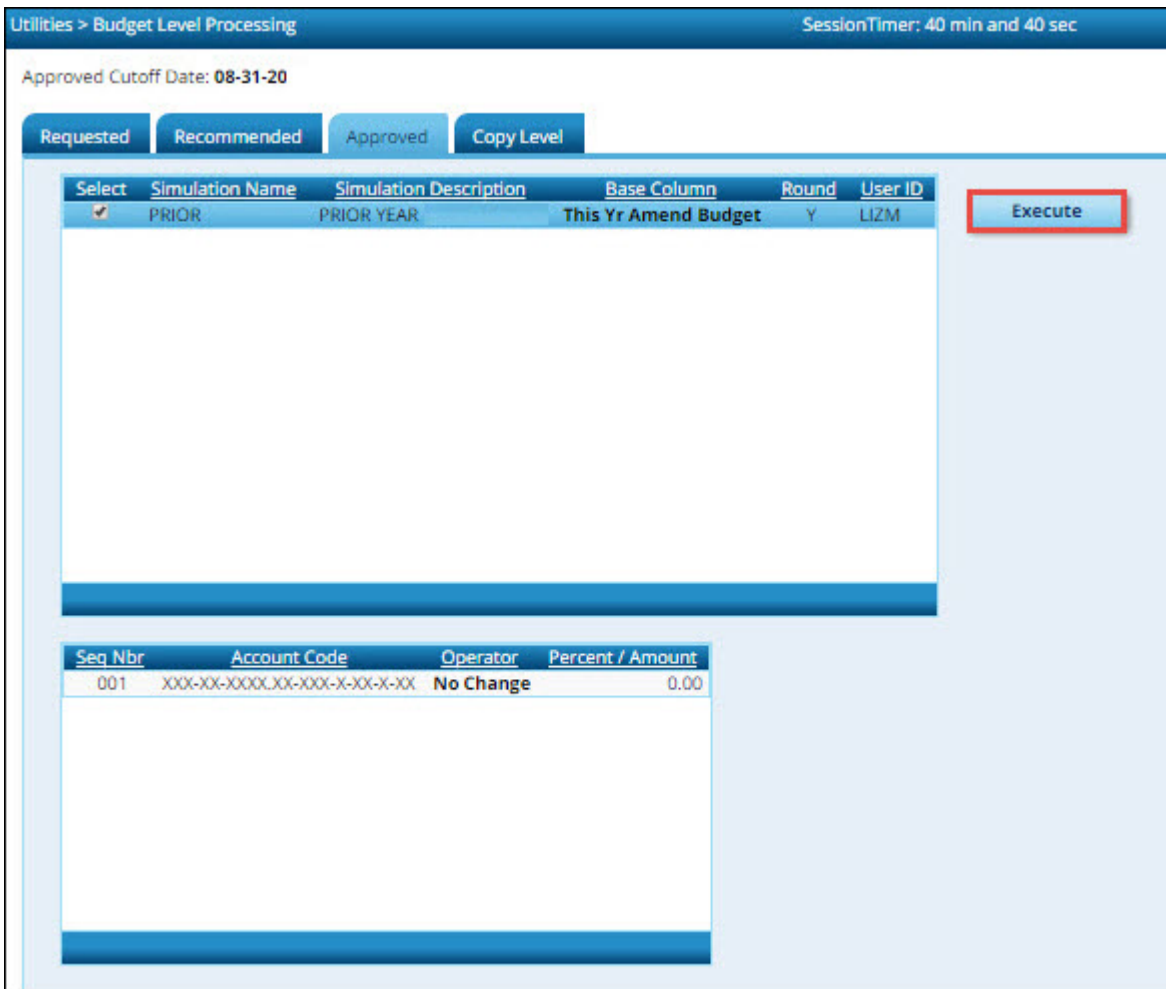 Utilities > Budget Level Processing SessionTimer: 40 min and 40 sec
Approved Cutoff Date: 08-31-20
Requested Recommended Approved Copy Level
Select Simulation Name Simulation Description Base Column Round User ID
PRIOR PRIOR YEAR This Yr Amend Budget Y LIZM
Execute
Seq Nbr Account Code Operator Percent / Amount
001 XXX-XX-XXXX.XX-XXX-X-XX-X-XX No Change 0.00